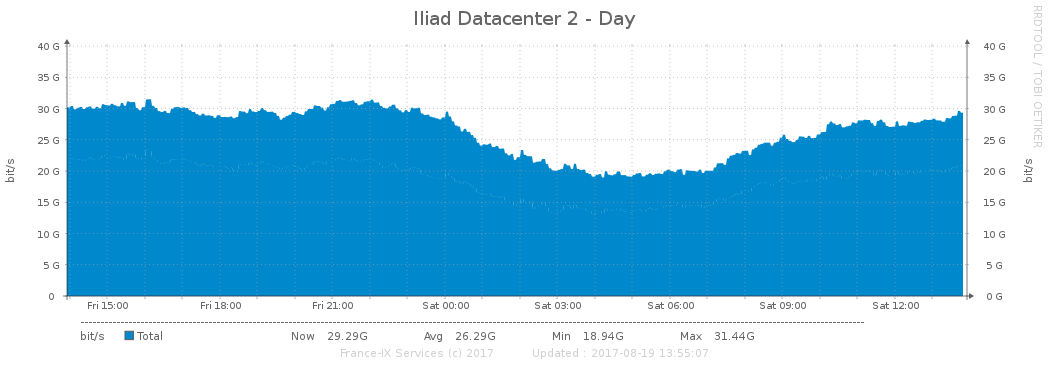 Iliad Datacenter 2 - Day
RRDTOOL / TOBI OETIKER
bit/s
40 G
35 G
30 G
25 G
20 G
15 G
10 G
5 G
0
40 G
35 G
30 G
25 G
20 G
15 G
10 G
5 G
0 G
bit/s
Fri 15:00 Fri 18:00 Fri 21:00 Sat 00:00 Sat 03:00 Sat 06:00 Sat 09:00 Sat 12:00
bit/s Total Now 29.29G Avg 26.29G Min 18.94G Max 31.44G
France-IX Services (c) 2017 Updated : 2017-08-19 13:55:07